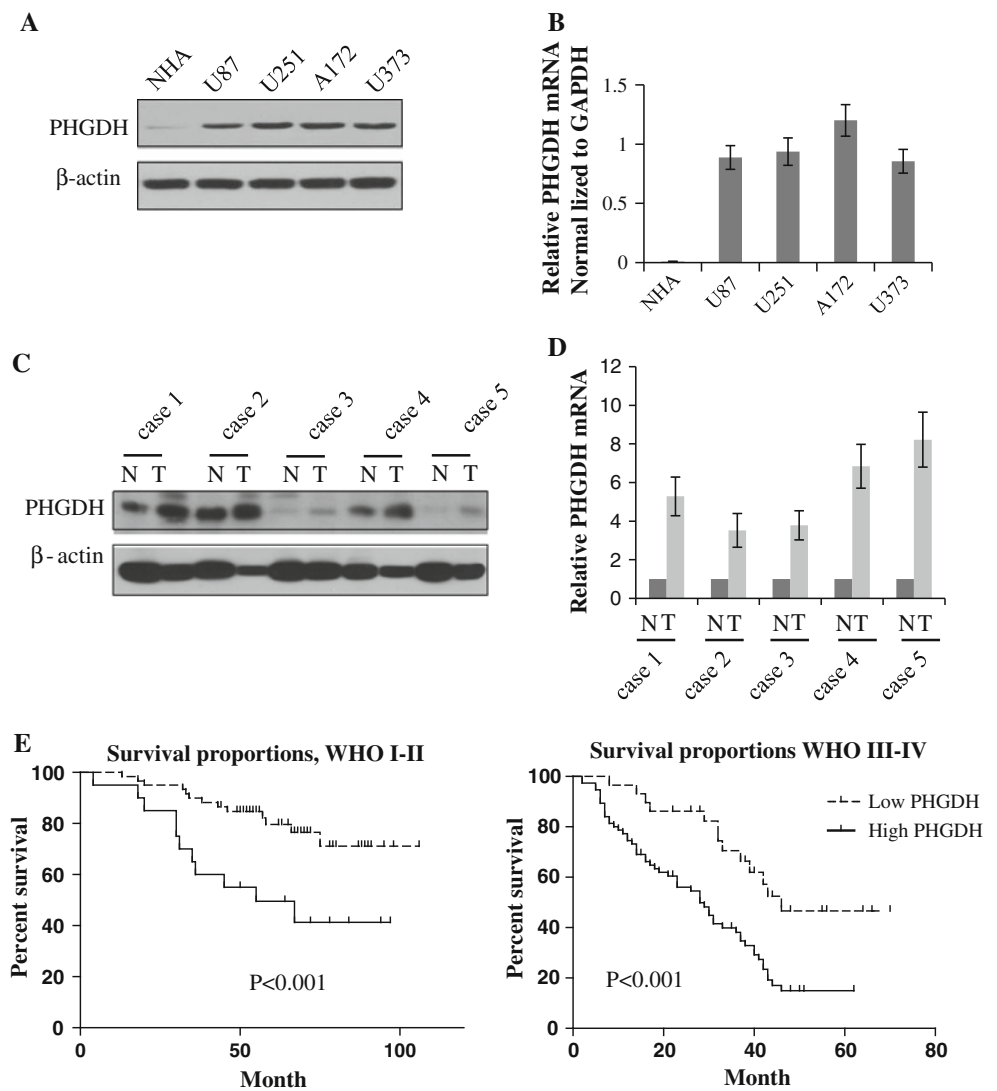 A
NHA U87 U251 A172 U373
PHGDH
β-actin
B
Relative PHGDH mRNA
Normal lized to GAPDH
1.5
1
0.5
0
NHA U87 U251 A172 U373
C
case 1 case 2 case 3 case 4 case 5
N T N T N T N T N T
PHGDH
β- actin
D
Relative PHGDH mRNA
12
10
8
6
4
2
0
NT NT NT NT NT
case 1 case 2 case 3 case 4 case 5
E
Survival proportions, WHO I-II
Percent survival
100
80
60
40
20
0
P<0.001
0 50 100
Month
Survival proportions WHO III-IV
Percent survival
100
80
60
40
20
0
Low PHGDH
High PHGDH
P<0.001
0 20 40 60 80
Month